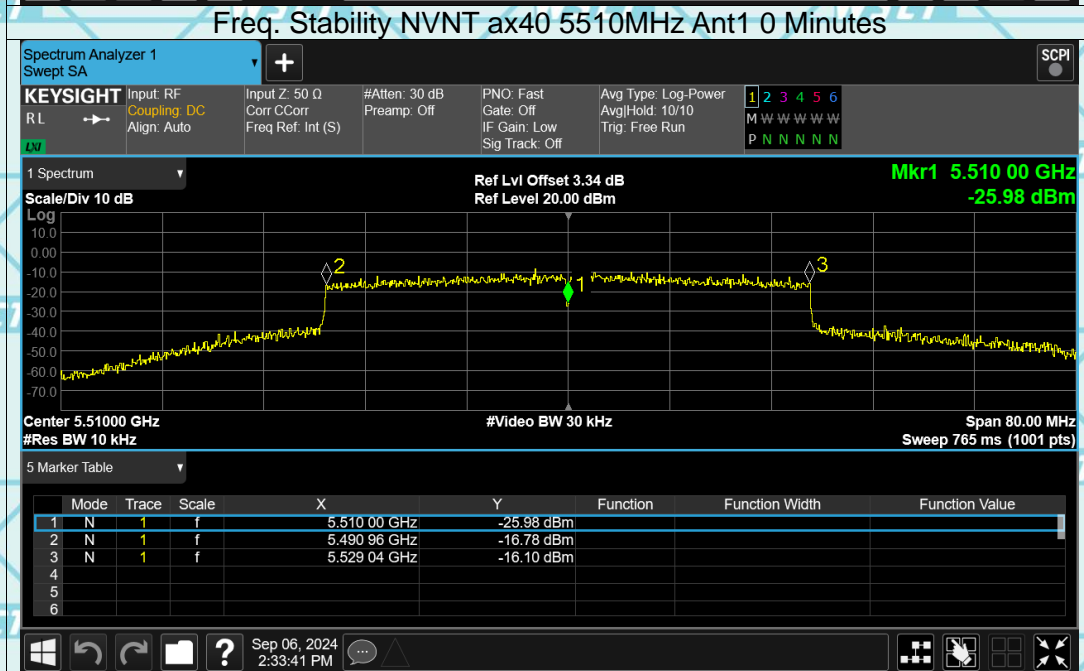 Freq. Stability NVNT ax40 5510MHz Ant1 0 Minutes
Spectrum Analyzer 1
Swept SA
+
SCPI
KEYSIGHT
RL
LXI
Input: RF
Coupling: DC
Align: Auto
Input Z: 50 Ω
Corr CCorr
Freq Ref: Int (S)
#Atten: 30 dB
Preamp: Off
PNO: Fast
Gate: Off
IF Gain: Low
Sig Track: Off
Avg Type: Log-Power
Avg|Hold: 10/10
Trig: Free Run
1 2 3 4 5 6
M W W W W W
P N N N N N
1 Spectrum
Scale/Div 10 dB
Ref Lvl Offset 3.34 dB
Ref Level 20.00 dBm
Mkr1 5.510 00 GHz
-25.98 dBm
Log
10.0
0.00
-10.0
-20.0
-30.0
-40.0
-50.0
-60.0
-70.0
2
1
3
Center 5.51000 GHz
#Video BW 30 kHz
Span 80.00 MHz
#Res BW 10 kHz
Sweep 765 ms (1001 pts)
5 Marker Table
Mode Trace Scale X Y Function Function Width Function Value
1 N 1 f 5.510 00 GHz -25.98 dBm
2 N 1 f 5.490 96 GHz -16.78 dBm
3 N 1 f 5.529 04 GHz -16.10 dBm
4
5
6
?
Sep 06, 2024
2:33:41 PM